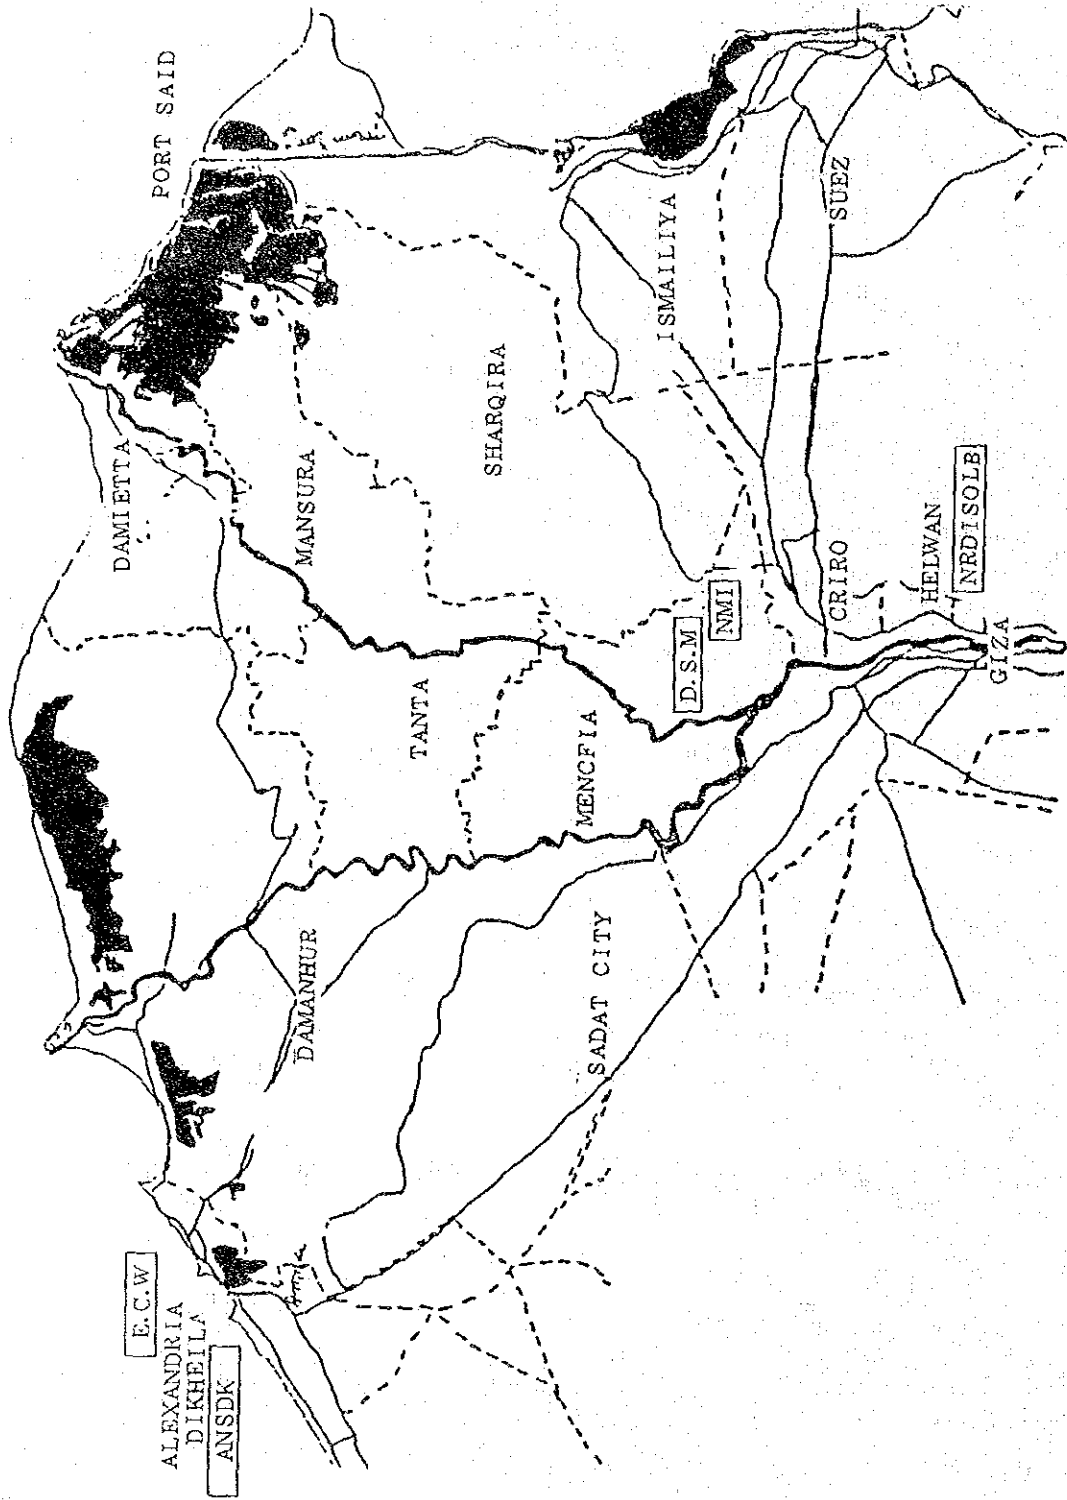 PORT SAID
DAMIETTA
E.C.W
ALEXANDRIA
DIKHEILA
ANSDK
DAMANHUR
MANSURA
TANTA
SHARQIRA
MENCFIA
SADAT CITY
ISMAILIYA
D.S.M
NMI
SUEZ
CRIRO
HELWAN
NRDISOLB
GIZA